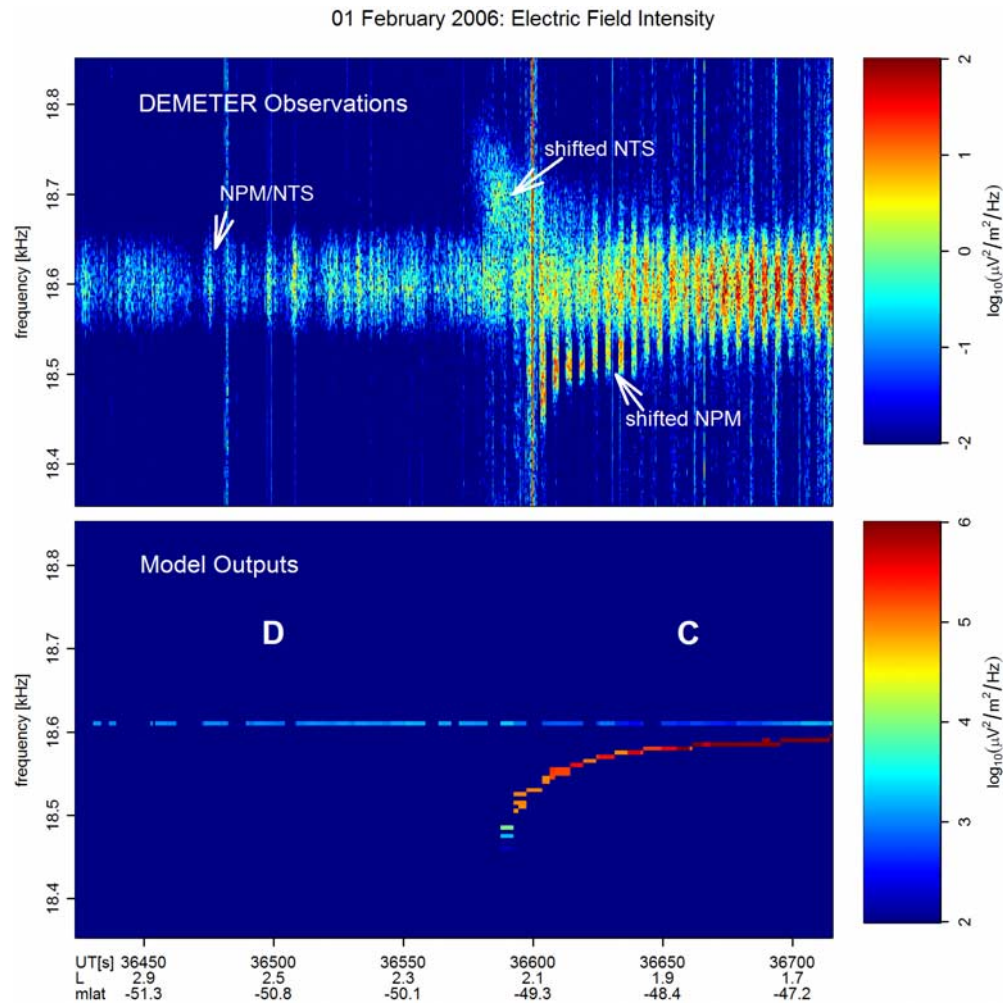 01 February 2006: Electric Field Intensity
DEMETER Observations
NPM/NTS
shifted NTS
shifted NPM
frequency [kHz]
18.8
18.7
18.6
18.5
18.4
2
1
0
-1
-2
log₁₀(μV²/m²/Hz)
Model Outputs
D
C
frequency [kHz]
18.8
18.7
18.6
18.5
18.4
6
5
4
3
2
log₁₀(μV²/m²/Hz)
UT[s] 36450 36500 36550 36600 36650 36700
L 2.9 2.5 2.3 2.1 1.9 1.7
mlat -51.3 -50.8 -50.1 -49.3 -48.4 -47.2